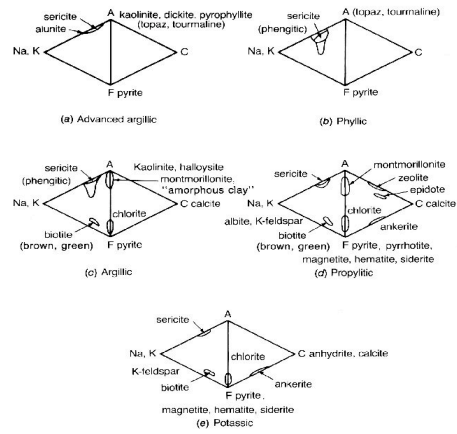 sericite
alunite
A kaolinite, dickite, pyrophyllite
(topaz, tourmaline)
Na, K
C
F pyrite
(a) Advanced argillic
A (topaz, tourmaline)
sericite
(phengitic)
Na, K
C
F pyrite
(b) Phyllic
sericite
(phengitic)
A
Kaolinite, halloysite
montmorillonite,
"amorphous clay"
Na, K
chlorite
C calcite
biotite
(brown, green)
F pyrite
(c) Argillic
A
montmorillonite
sericite
zeolite
epidote
Na, K
C calcite
albite, K-feldspar
chlorite
biotite
ankerite
(brown, green)
F pyrite, pyrrhotite,
magnetite, hematite, siderite
(d) Propylitic
A
sericite
Na, K
chlorite
C anhydrite, calcite
K-feldspar
biotite
ankerite
F pyrite,
magnetite, hematite, siderite
(e) Potassic